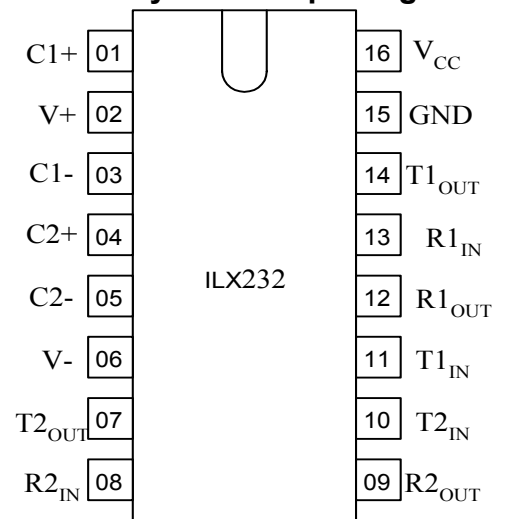 C1+ 01 16 VCC
V+ 02 15 GND
C1- 03 14 T1OUT
C2+ 04 13 R1IN
ILX232
C2- 05 12 R1OUT
V- 06 11 T1IN
T2OUT 07 10 T2IN
R2IN 08 09 R2OUT